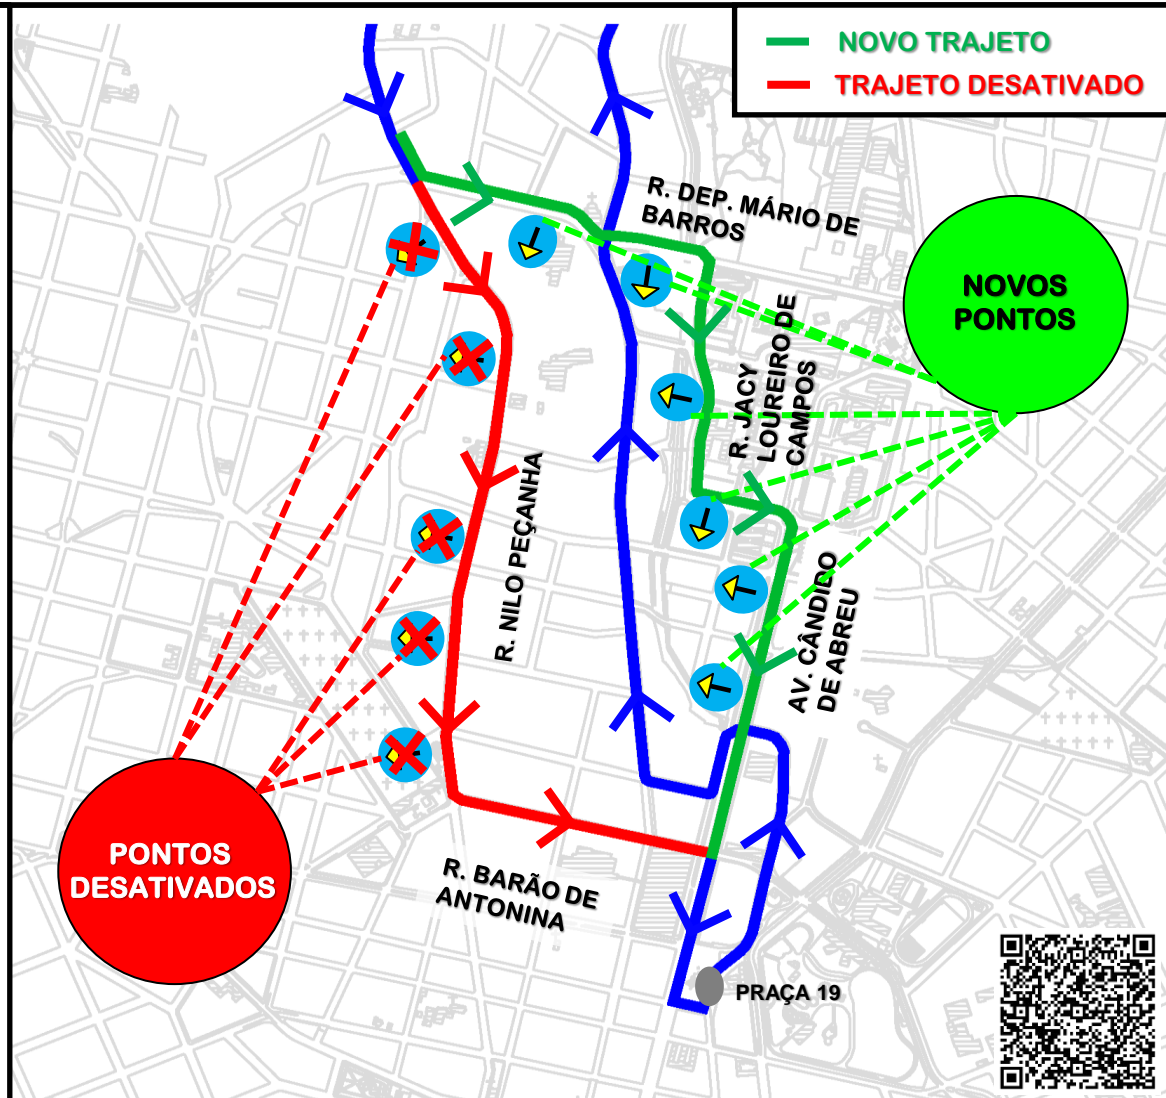 NOVO TRAJETO
TRAJETO DESATIVADO
R. DEP. MÁRIO DE
BARROS
NOVOS
PONTOS
R. JACY
LOUREIRO DE
CAMPOS
R. NILO PEÇANHA
AV. CÂNDIDO
DE ABREU
PONTOS
DESATIVADOS
R. BARÃO DE
ANTONINA
PRAÇA 19